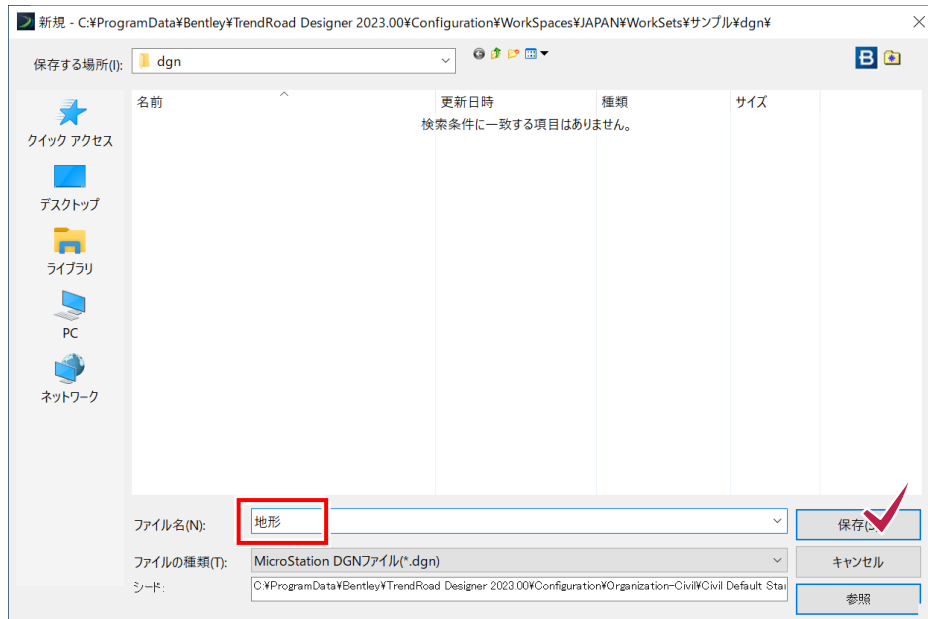 新規 - C:¥ProgramData¥Bentley¥TrendRoad Designer 2023.00¥Configuration¥WorkSpaces¥JAPAN¥WorkSets¥サンプル¥dgn¥
保存する場所(I): dgn
B
名前 更新日時 種類 サイズ
検索条件に一致する項目はありません。
クイック アクセス
デスクトップ
ライブラリ
PC
ネットワーク
ファイル名(N): 地形 保存(
ファイルの種類(T): MicroStation DGNファイル(*.dgn) キャンセル
シード: C:¥ProgramData¥Bentley¥TrendRoad Designer 2023.00¥Configuration¥Organization-Civil¥Civil Default
参照